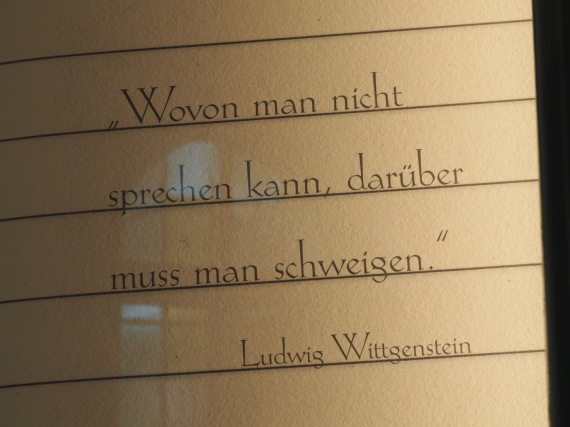 „Wovon man nicht
sprechen kann, darüber
muss man schweigen.“
Ludwig Wittgenstein